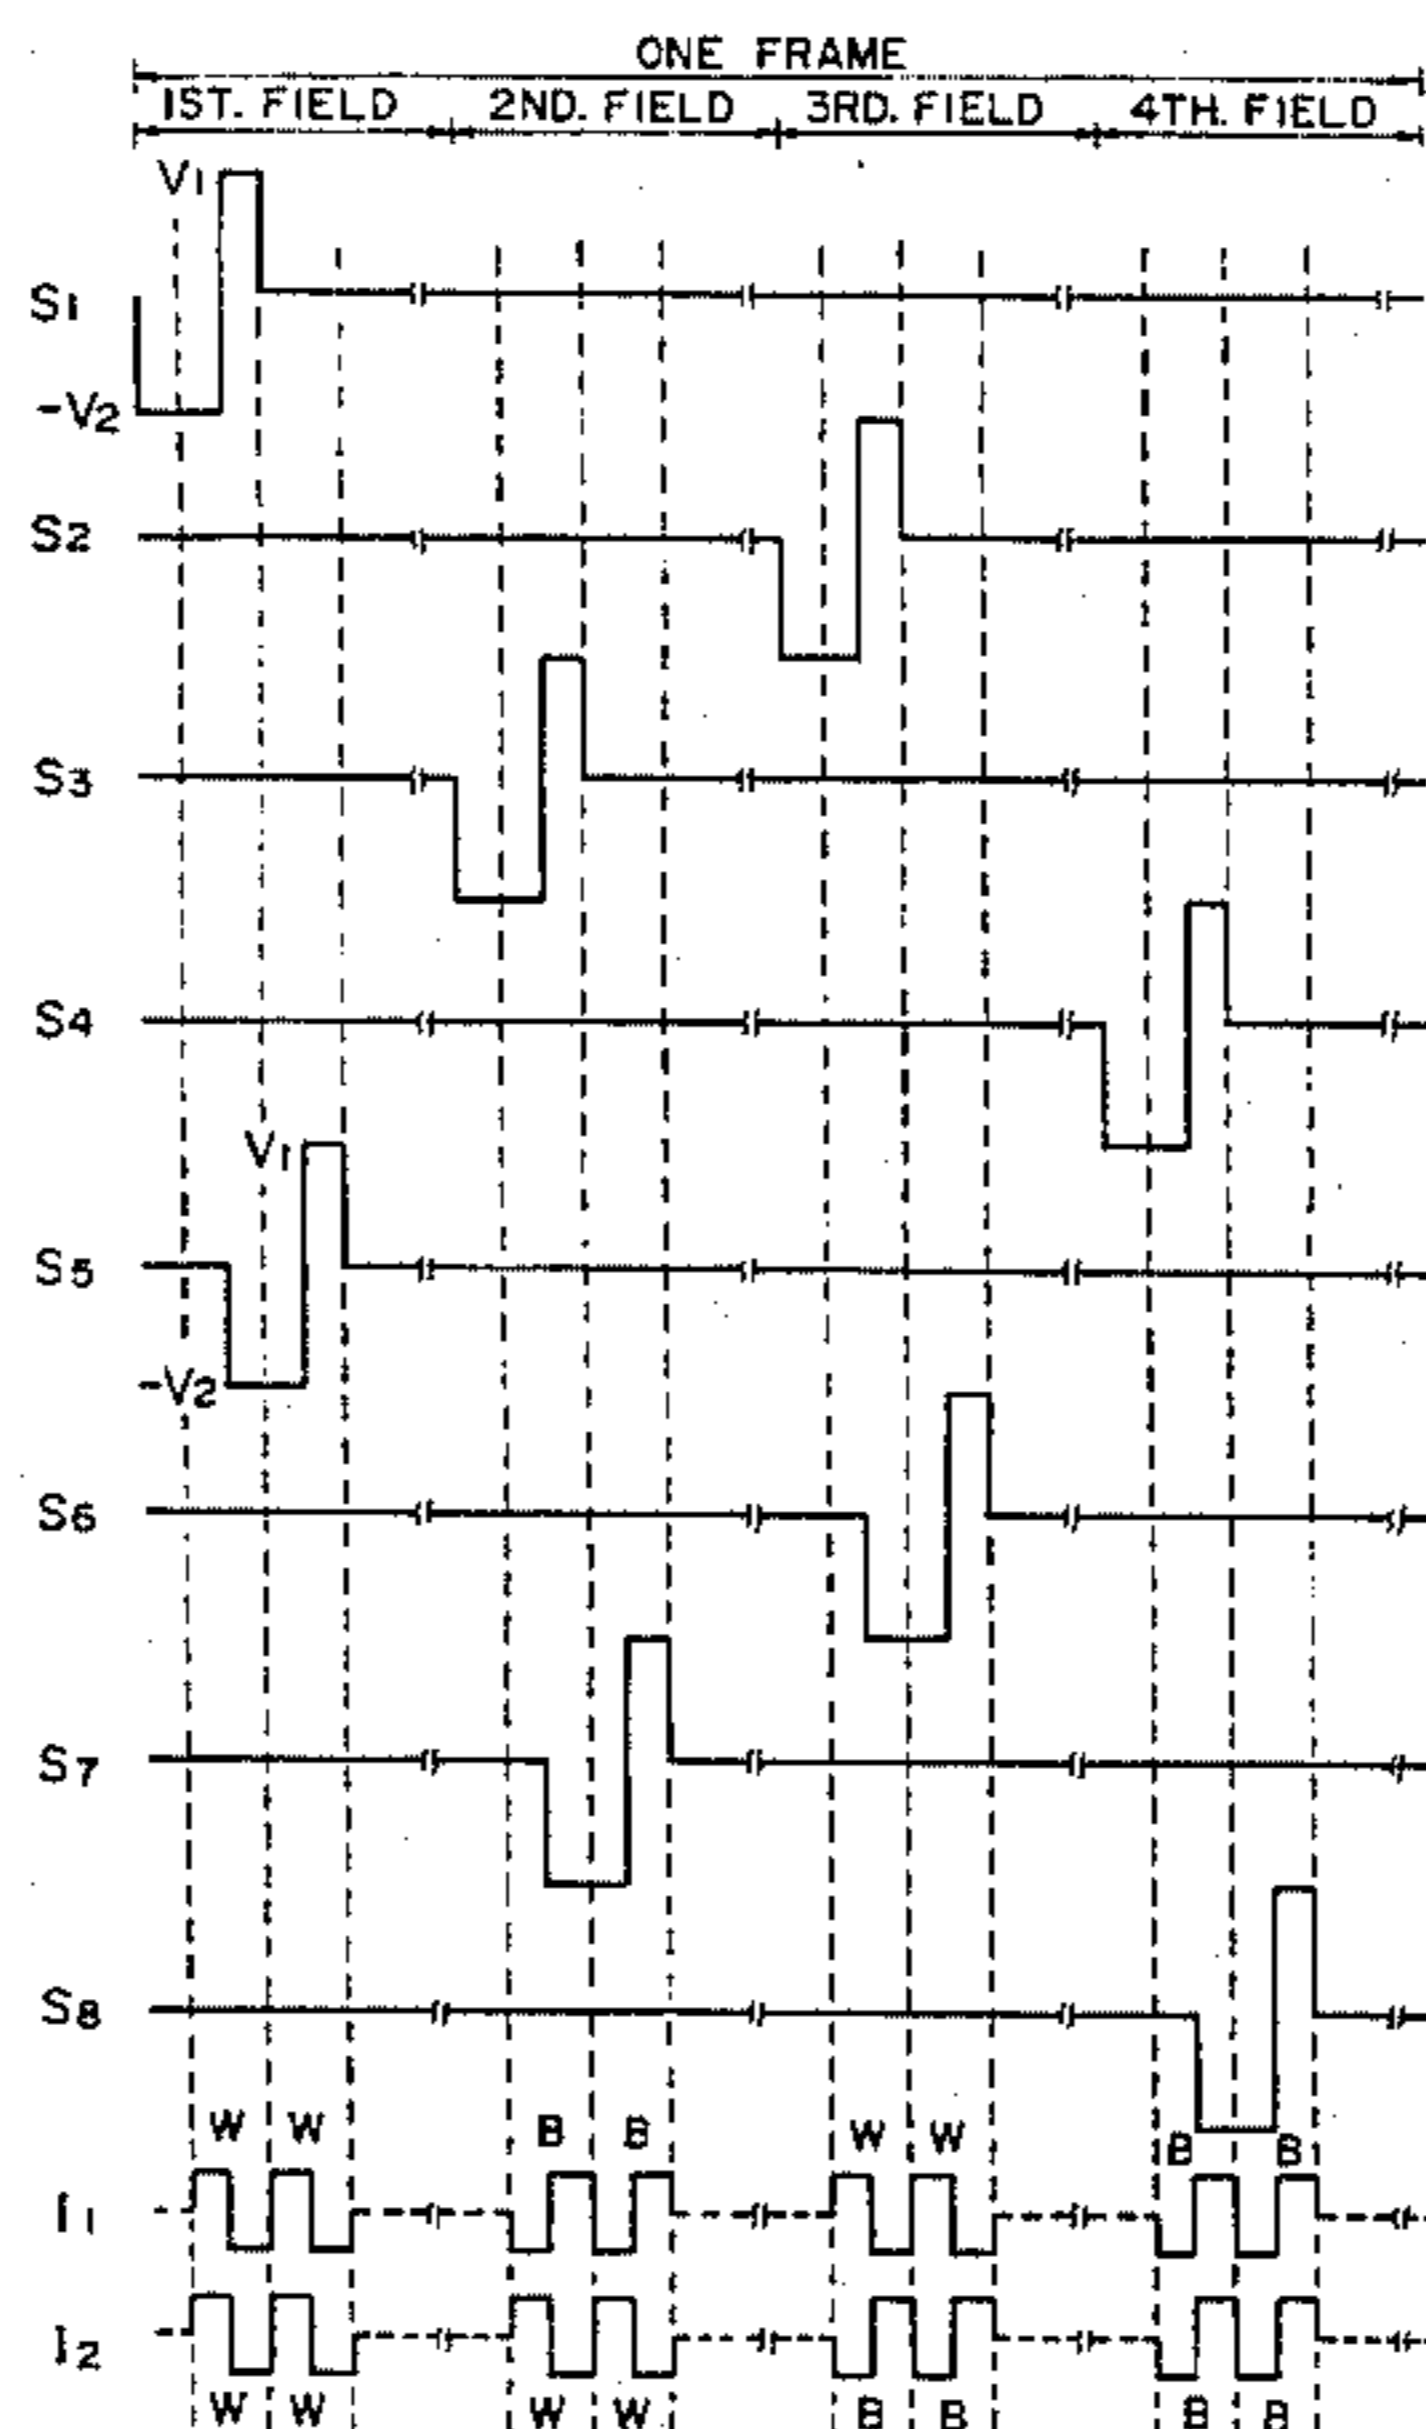 ONE FRAME
1ST. FIELD 2ND. FIELD 3RD. FIELD 4TH. FIELD
V1
S1
-V2
S2
S3
S4
V1
S5
-V2
S6
S7
S8
W W B B W W B B
I1
I2
W W W W B B B B